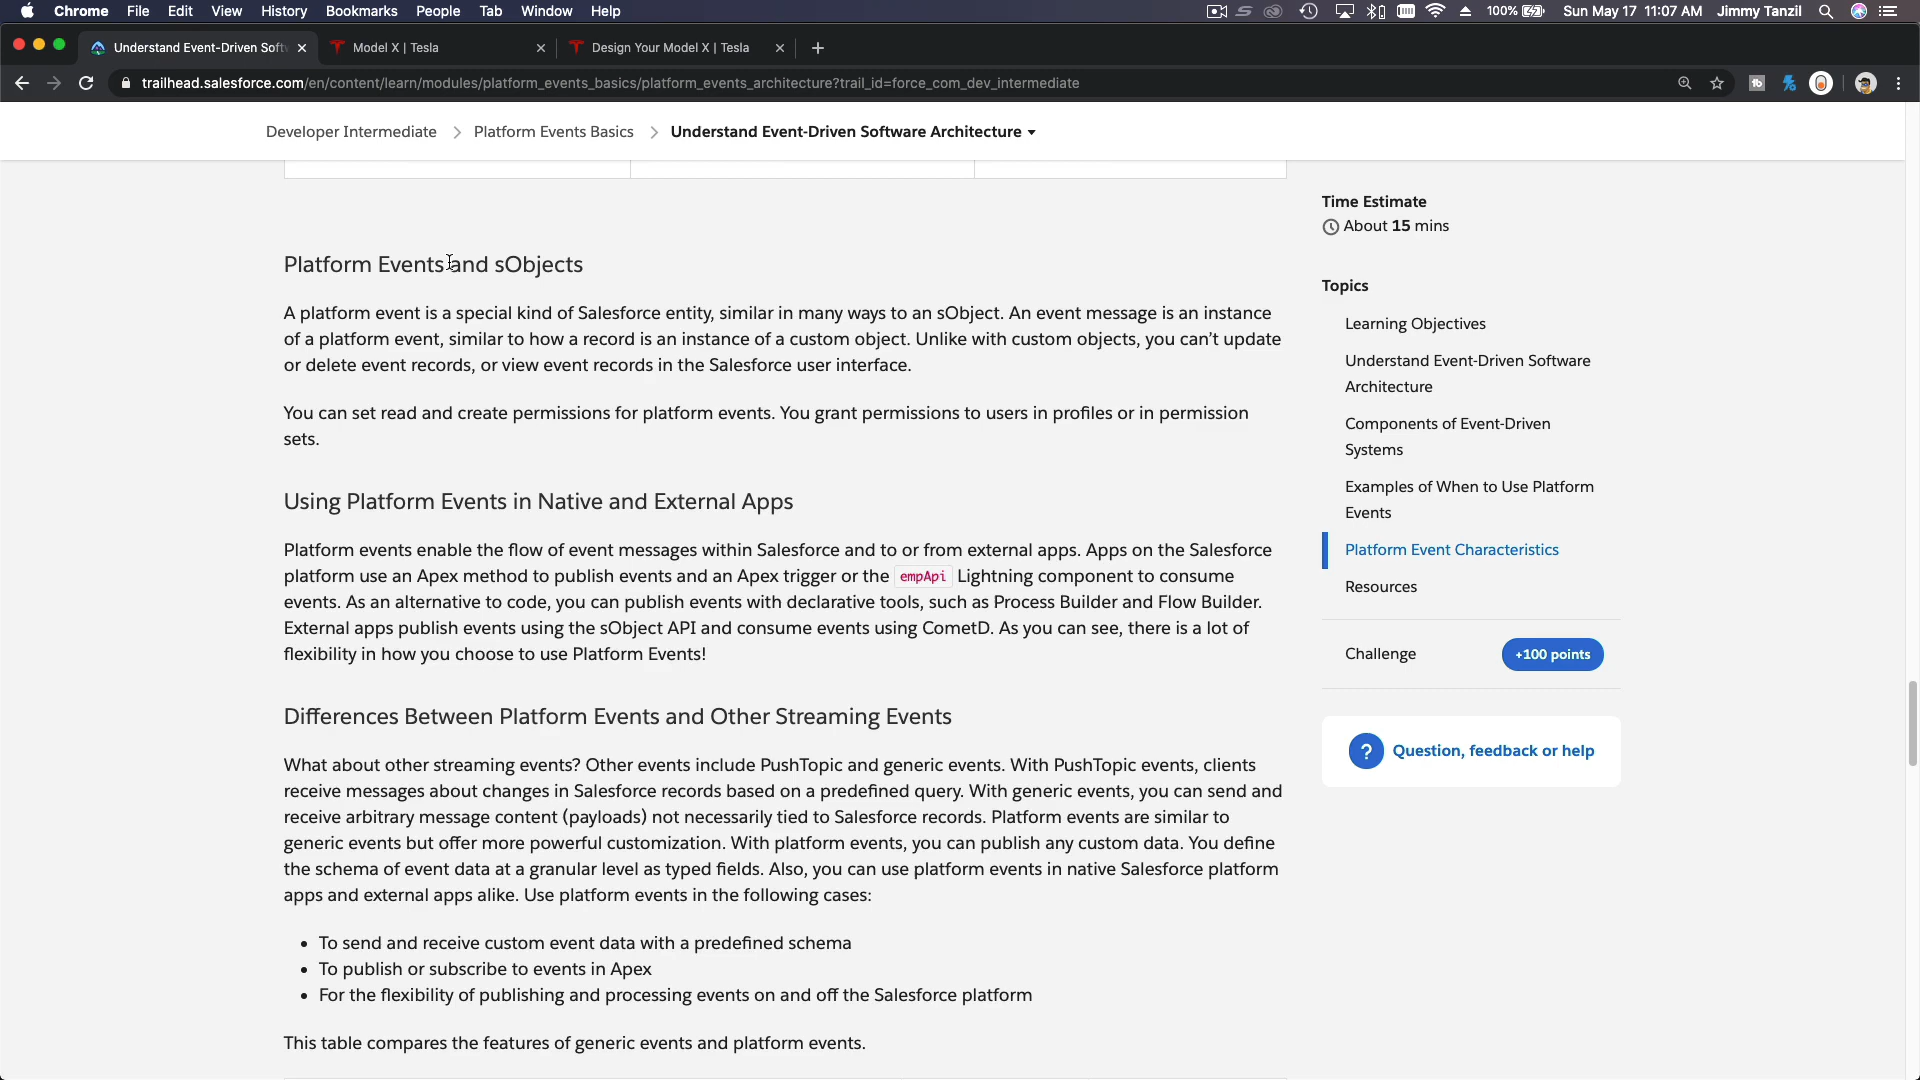 Chrome File Edit View History Bookmarks People Tab Window Help 100% Sun May 17 11:07 AM Jimmy Tanzil
Understand Event-Driven Softw Model X | Tesla Design Your Model X | Tesla
trailhead.salesforce.com/en/content/learn/modules/platform_events_basics/platform_events_architecture?trail_id=force_com_dev_intermediate
Developer Intermediate Platform Events Basics Understand Event-Driven Software Architecture
Platform Events and sObjects
A platform event is a special kind of Salesforce entity, similar in many ways to an sObject. An event message is an instance
of a platform event, similar to how a record is an instance of a custom object. Unlike with custom objects, you can’t update
or delete event records, or view event records in the Salesforce user interface.
You can set read and create permissions for platform events. You grant permissions to users in profiles or in permission
sets.
Using Platform Events in Native and External Apps
Platform events enable the flow of event messages within Salesforce and to or from external apps. Apps on the Salesforce
platform use an Apex method to publish events and an Apex trigger or the empApi Lightning component to consume
events. As an alternative to code, you can publish events with declarative tools, such as Process Builder and Flow Builder.
External apps publish events using the sObject API and consume events using CometD. As you can see, there is a lot of
flexibility in how you choose to use Platform Events!
Differences Between Platform Events and Other Streaming Events
What about other streaming events? Other events include PushTopic and generic events. With PushTopic events, clients
receive messages about changes in Salesforce records based on a predefined query. With generic events, you can send and
receive arbitrary message content (payloads) not necessarily tied to Salesforce records. Platform events are similar to
generic events but offer more powerful customization. With platform events, you can publish any custom data. You define
the schema of event data at a granular level as typed fields. Also, you can use platform events in native Salesforce platform
apps and external apps alike. Use platform events in the following cases:
• To send and receive custom event data with a predefined schema
• To publish or subscribe to events in Apex
• For the flexibility of publishing and processing events on and off the Salesforce platform
This table compares the features of generic events and platform events.
Time Estimate
About 15 mins
Topics
Learning Objectives
Understand Event-Driven Software
Architecture
Components of Event-Driven
Systems
Examples of When to Use Platform
Events
Platform Event Characteristics
Resources
Challenge +100 points
? Question, feedback or help